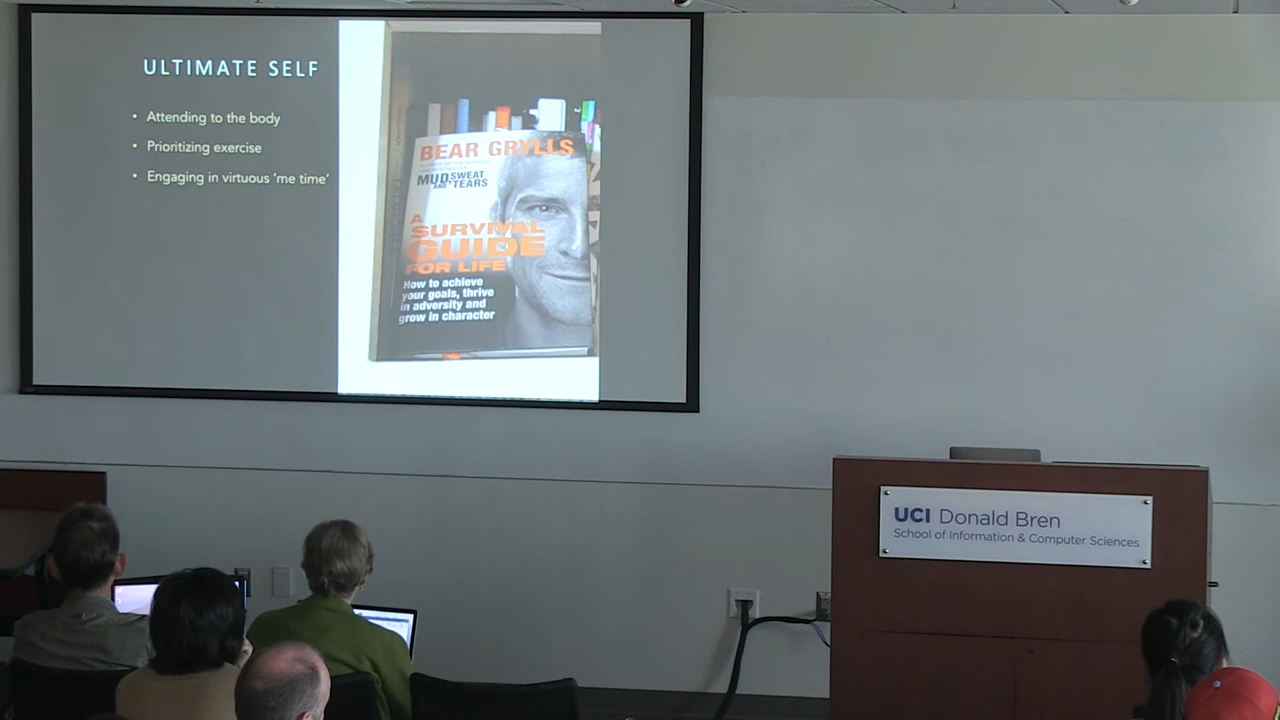 ULTIMATE SELF
• Attending to the body
• Prioritizing exercise
• Engaging in virtuous 'me time'
BEAR GRYLLS
MUD SWEAT
AND TEARS
A
SURVIVAL
GUIDE
FOR LIFE
How to achieve
your goals, thrive
in adversity and
grow in character
UCI Donald Bren
School of Information & Computer Sciences